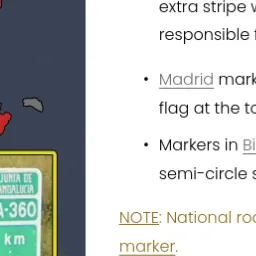 extra stripe
responsible
• Madrid mark
flag at the to
• Markers in Bi
semi-circle s
NOTE: National roa
marker.
JUNTA DE
ANDALUCIA
A-360
km